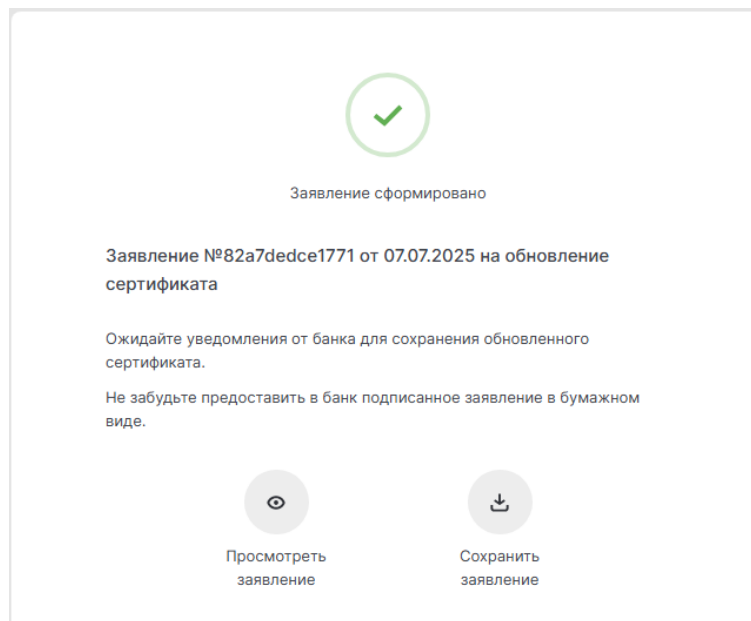 Заявление сформировано
Заявление №82a7dedce1771 от 07.07.2025 на обновление
сертификата
Ожидайте уведомления от банка для сохранения обновленного
сертификата.
Не забудьте предоставить в банк подписанное заявление в бумажном
виде.
Просмотреть
заявление
Сохранить
заявление